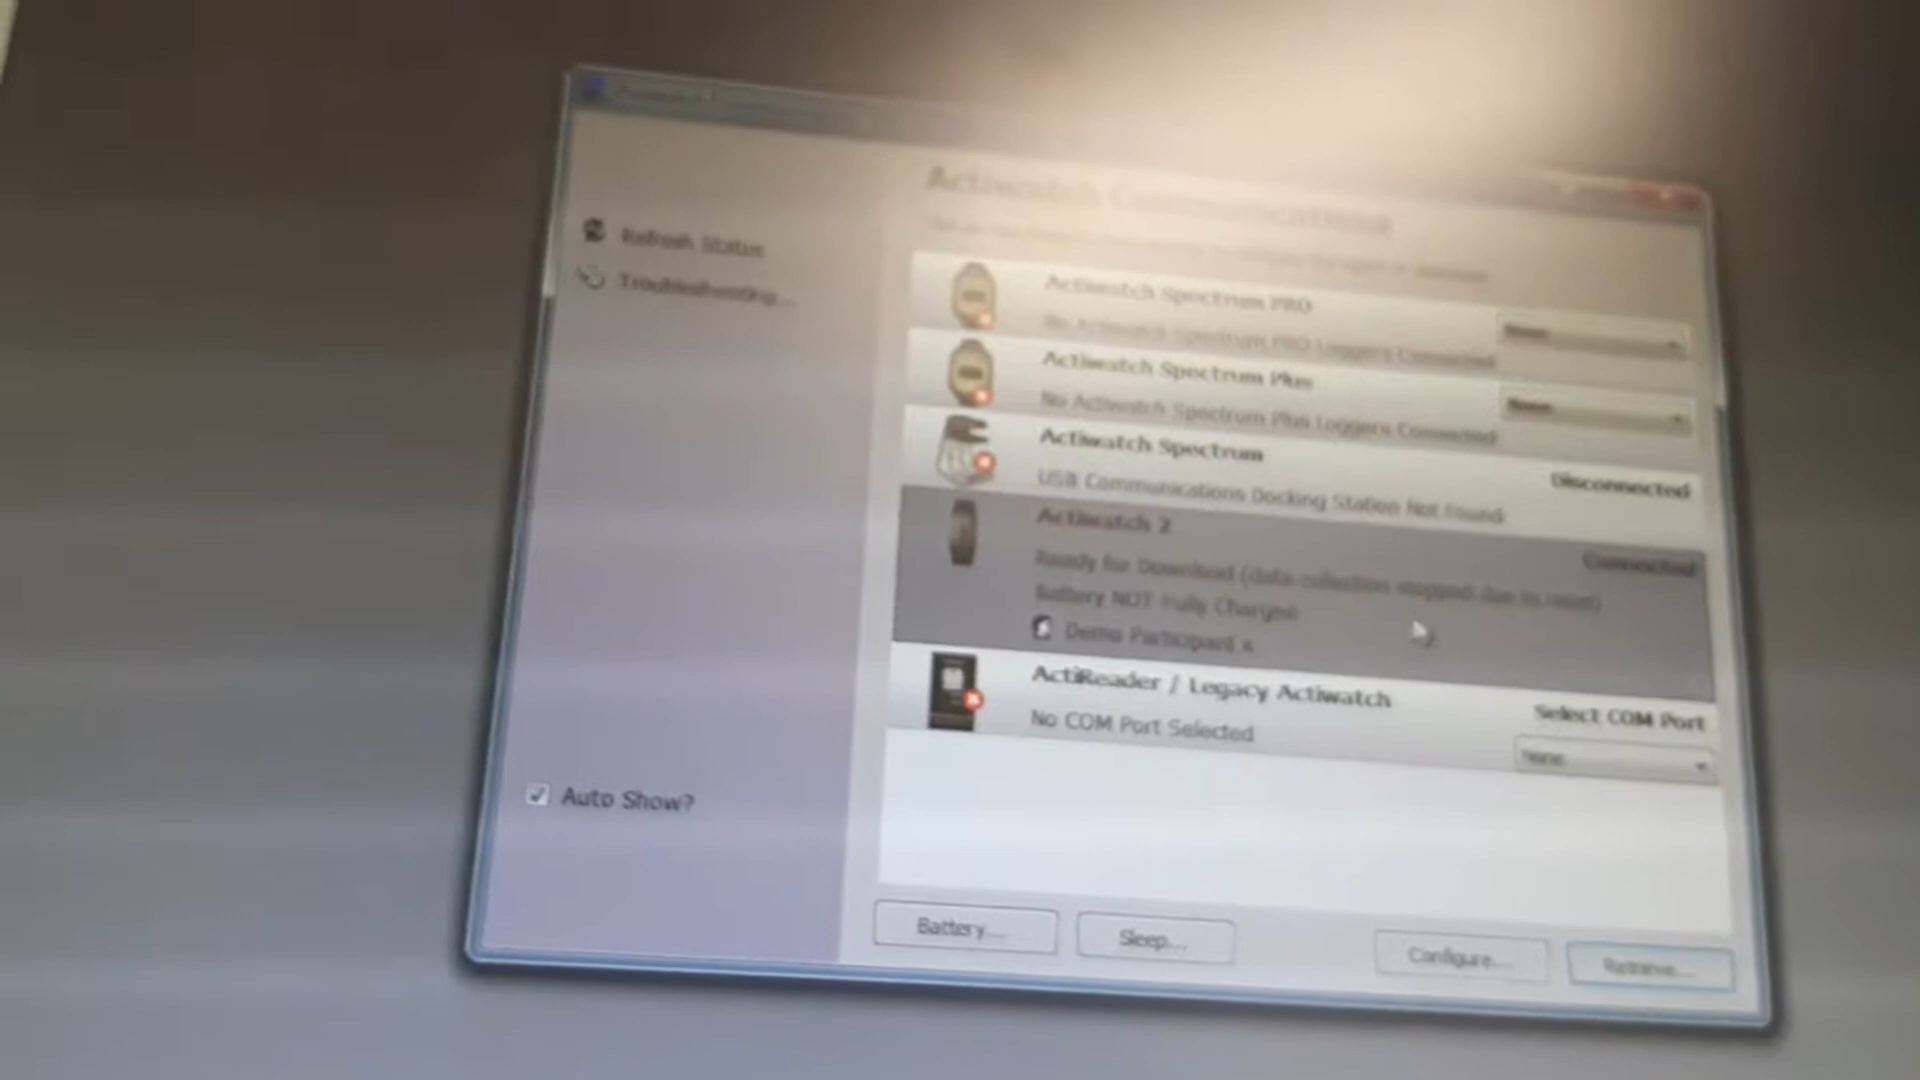 Actiwatch Communications
Refresh Status
Troubleshooting...
Actiwatch Spectrum PRO
No Actiwatch Spectrum PRO Loggers Connected
None
Actiwatch Spectrum Plus
No Actiwatch Spectrum Plus Loggers Connected
None
Actiwatch Spectrum
Disconnected
USB Communications Docking Station Not Found
Actiwatch 2
Connected
Ready for Download (data collection stopped due to reset)
Battery NOT Fully Charged
Demo Participant x
ActiReader / Legacy Actiwatch
Select COM Port
No COM Port Selected
None
Auto Show?
Battery...
Sleep...
Configure...
Retrieve...